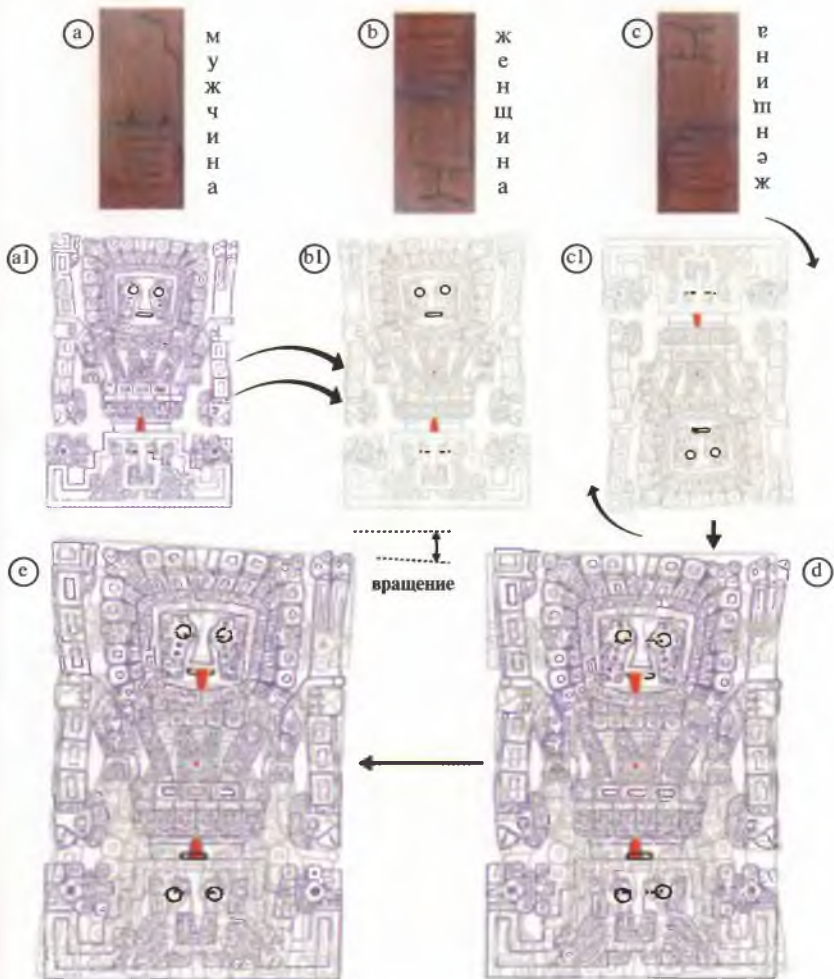 a
мужчина
b
женщина
c
женщина
a1
b1
c1
e
вращение
d